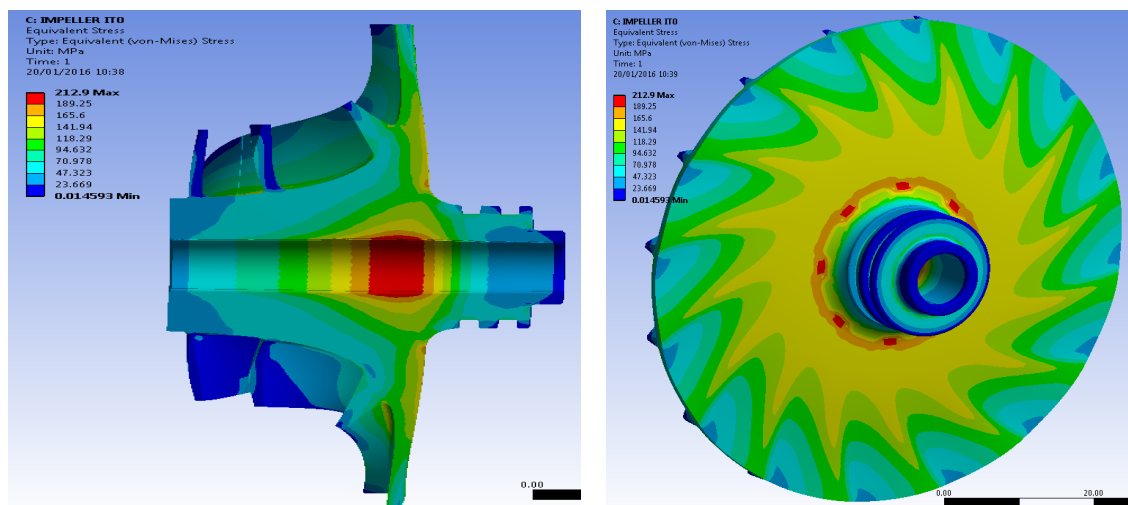 C: IMPELLER IT0
Equivalent Stress
Type: Equivalent (von-Mises) Stress
Unit: MPa
Time: 1
20/01/2016 10:38
212.9 Max
189.25
165.6
141.94
118.29
94.632
70.978
47.323
23.669
0.014593 Min
0.00
C: IMPELLER IT0
Equivalent Stress
Type: Equivalent (von-Mises) Stress
Unit: MPa
Time: 1
20/01/2016 10:39
212.9 Max
189.25
165.6
141.94
118.29
94.632
70.978
47.323
23.669
0.014593 Min
0.00
20.00